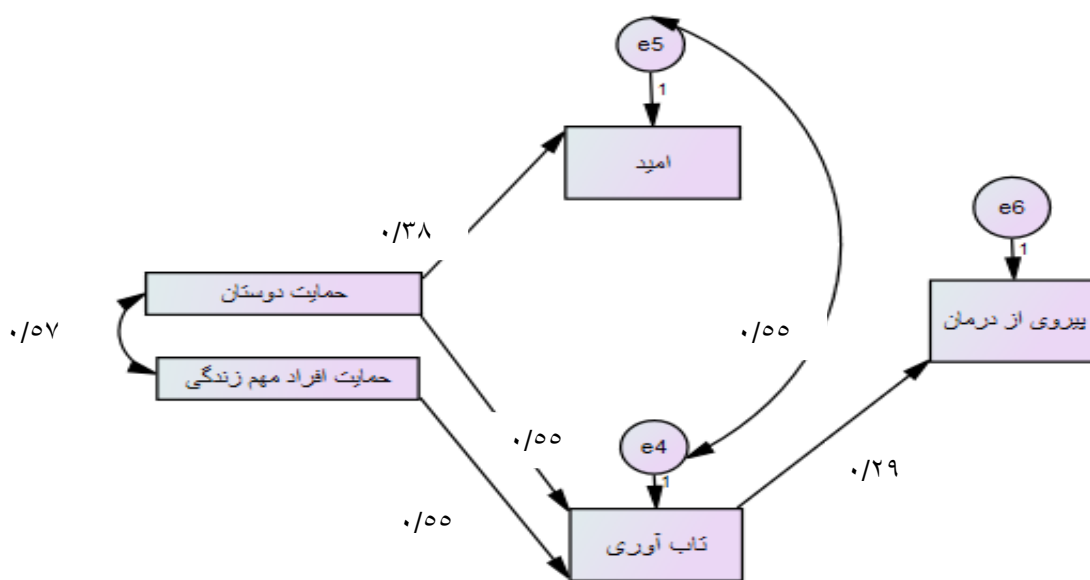 e5
1
امید
e6
1
۰/۳۸
حمایت دوستان
پیروی از درمان
۰/۵۷
۰/۵۵
حمایت افراد مهم زندگی
۰/۵۵
e4
1
۰/۲۹
۰/۵۵
تاب آوری